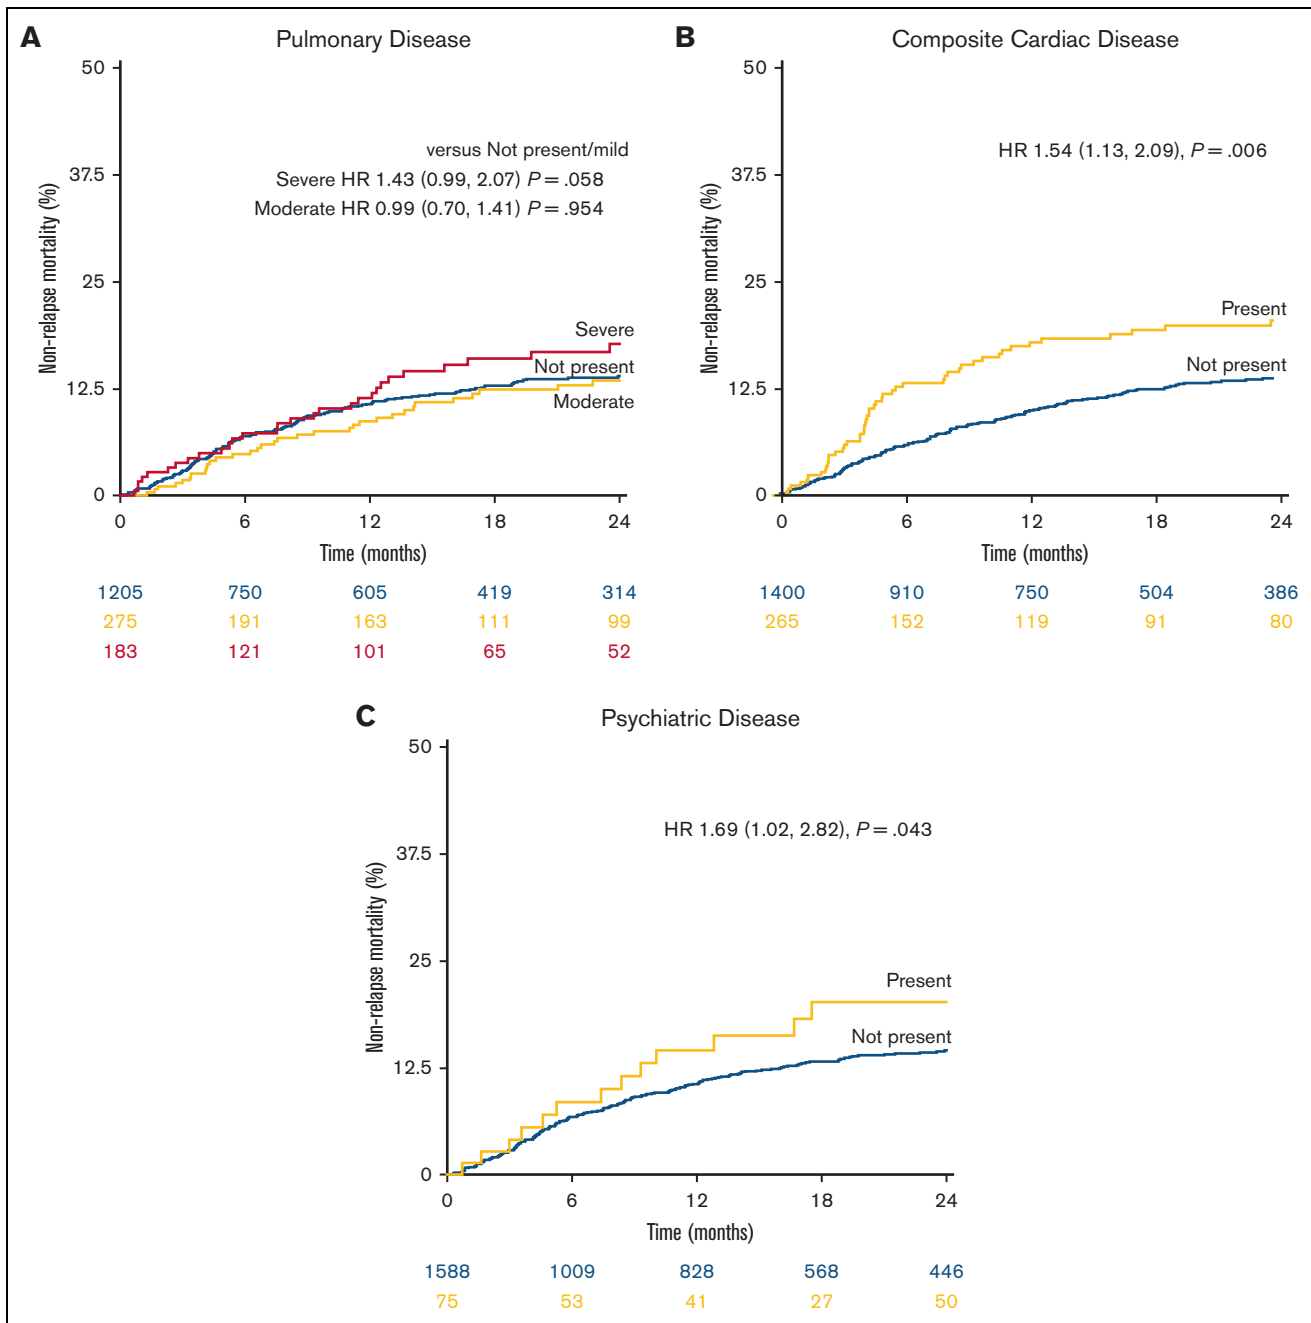 A
Pulmonary Disease
50
37.5
25
12.5
0
Non-relapse mortality (%)
versus Not present/mild
Severe HR 1.43 (0.99, 2.07) P = .058
Moderate HR 0.99 (0.70, 1.41) P = .954
Severe
Not present
Moderate
0 6 12 18 24
Time (months)
1205 750 605 419 314
275 191 163 111 99
183 121 101 65 52
B
Composite Cardiac Disease
50
37.5
25
12.5
0
Non-relapse mortality (%)
HR 1.54 (1.13, 2.09), P = .006
Present
Not present
0 6 12 18 24
Time (months)
1400 910 750 504 386
265 152 119 91 80
C
Psychiatric Disease
50
37.5
25
12.5
0
Non-relapse mortality (%)
HR 1.69 (1.02, 2.82), P = .043
Present
Not present
0 6 12 18 24
Time (months)
1588 1009 828 568 446
75 53 41 27 50